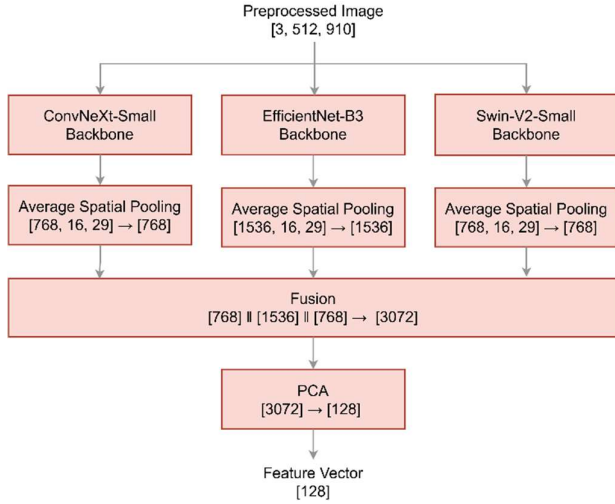 Preprocessed Image
[3, 512, 910]
ConvNeXt-Small
Backbone
EfficientNet-B3
Backbone
Swin-V2-Small
Backbone
Average Spatial Pooling
[768, 16, 29] → [768]
Average Spatial Pooling
[1536, 16, 29] → [1536]
Average Spatial Pooling
[768, 16, 29] → [768]
Fusion
[768] ‖ [1536] ‖ [768] → [3072]
PCA
[3072] → [128]
Feature Vector
[128]